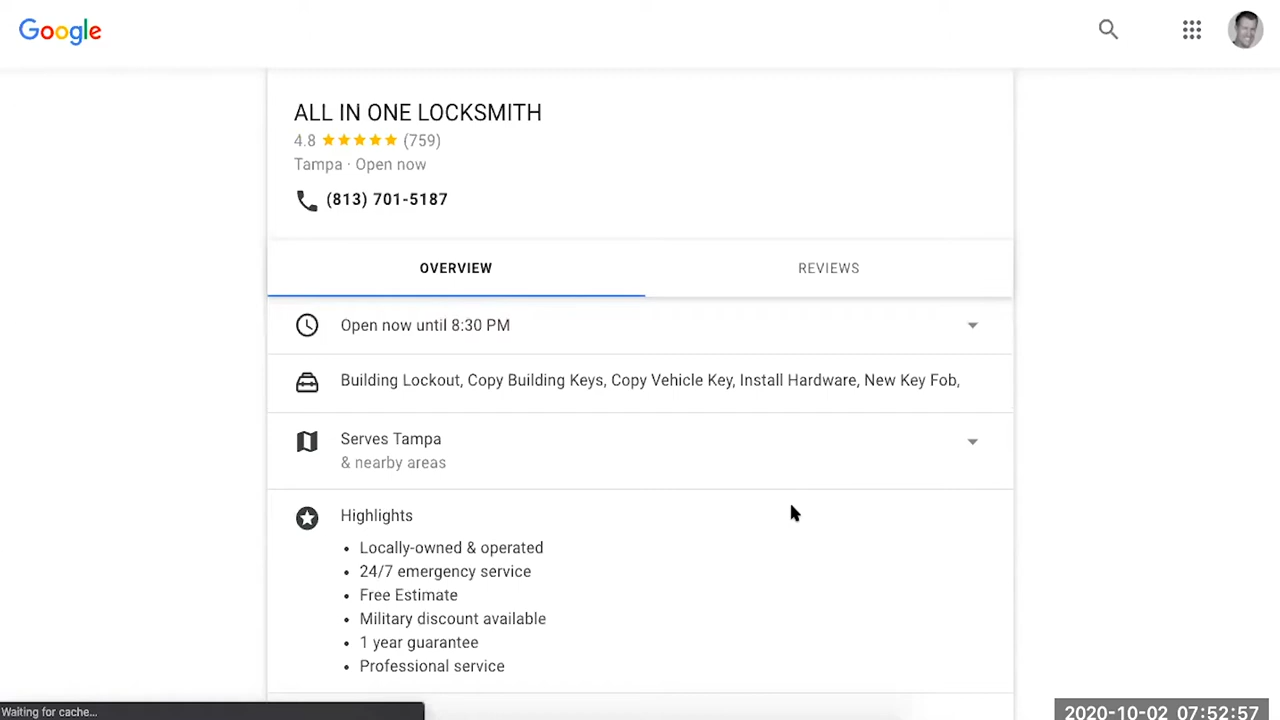 Google
ALL IN ONE LOCKSMITH
4.8 (759)
Tampa · Open now
(813) 701-5187
OVERVIEW
REVIEWS
Open now until 8:30 PM
Building Lockout, Copy Building Keys, Copy Vehicle Key, Install Hardware, New Key Fob,
Serves Tampa
& nearby areas
Highlights
• Locally-owned & operated
• 24/7 emergency service
• Free Estimate
• Military discount available
• 1 year guarantee
• Professional service
Waiting for cache...
2020-10-02 07:52:57